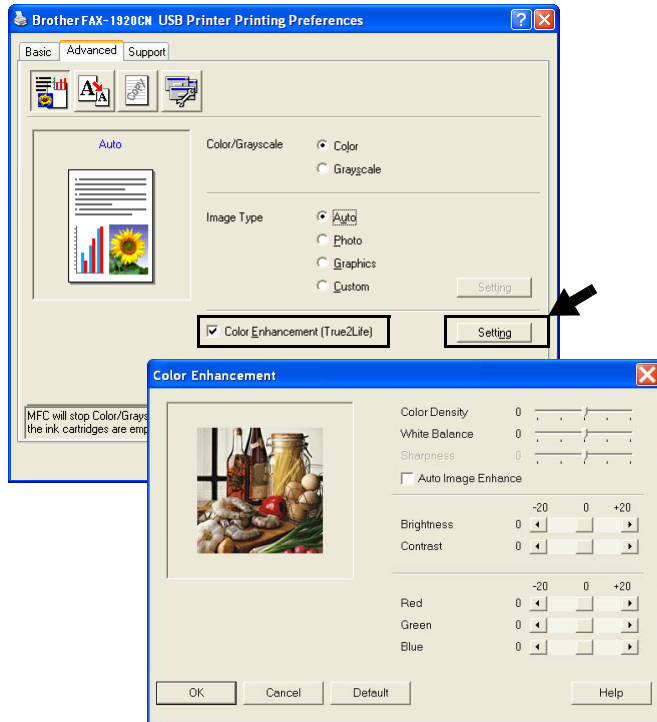 Brother FAX-1920CN USB Printer Printing Preferences
Basic Advanced Support
Auto
Color/Grayscale
Color
Grayscale
Image Type
Auto
Photo
Graphics
Custom
Setting
Color Enhancement (True2Life)
Setting
MFC will stop Color/Grays
the ink cartridges are emp
Color Enhancement
Color Density 0
White Balance 0
Sharpness 0
Auto Image Enhance
-20 0 +20
Brightness 0
Contrast 0
-20 0 +20
Red 0
Green 0
Blue 0
OK Cancel Default Help